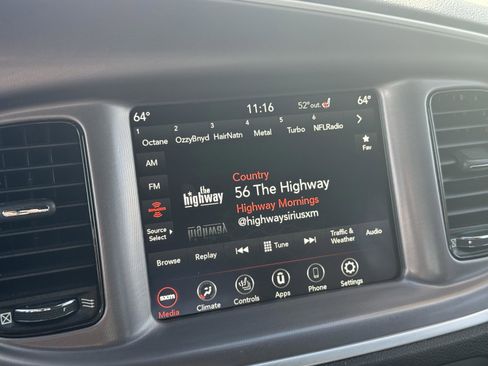 64° 11:16 52°out. 64°
1 2 3 4 5 6
Octane OzzyBnyd HairNatn Metal Turbo NFLRadio
AM
FM
Fav
Source
Select
the
highway
Country
56 The Highway
Highway Mornings
@highwaysiriusxm
Browse Replay Tune Traffic & Weather Audio
sxm
Media Climate Controls Apps Phone Settings